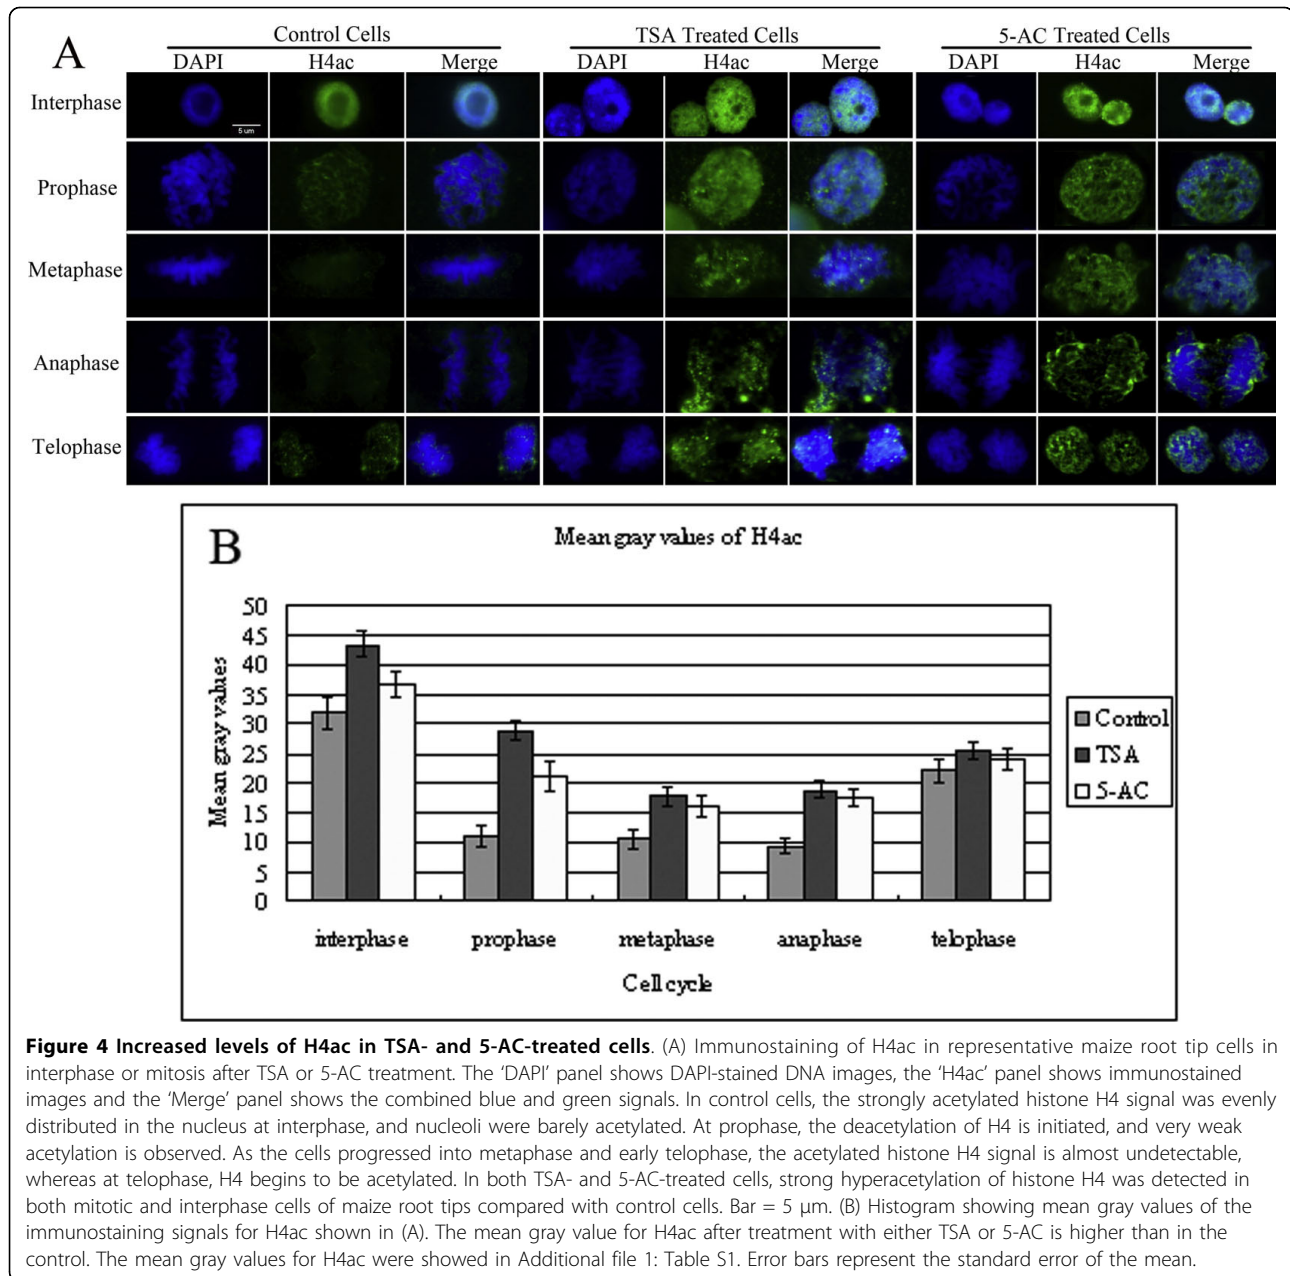 A
Control Cells TSA Treated Cells 5-AC Treated Cells
DAPI H4ac Merge DAPI H4ac Merge DAPI H4ac Merge
Interphase
5 um
Prophase
Metaphase
Anaphase
Telophase
B
Mean gray values of H4ac
Mean gray values
50
45
40
35
30
25
20
15
10
5
0
Control
TSA
5-AC
interphase prophase metaphase anaphase telophase
Cell cycle
Figure 4 Increased levels of H4ac in TSA- and 5-AC-treated cells. (A) Immunostaining of H4ac in representative maize root tip cells in
interphase or mitosis after TSA or 5-AC treatment. The ‘DAPI’ panel shows DAPI-stained DNA images, the ‘H4ac’ panel shows immunostained
images and the ‘Merge’ panel shows the combined blue and green signals. In control cells, the strongly acetylated histone H4 signal was evenly
distributed in the nucleus at interphase, and nucleoli were barely acetylated. At prophase, the deacetylation of H4 is initiated, and very weak
acetylation is observed. As the cells progressed into metaphase and early telophase, the acetylated histone H4 signal is almost undetectable,
whereas at telophase, H4 begins to be acetylated. In both TSA- and 5-AC-treated cells, strong hyperacetylation of histone H4 was detected in
both mitotic and interphase cells of maize root tips compared with control cells. Bar = 5 μm. (B) Histogram showing mean gray values of the
immunostaining signals for H4ac shown in (A). The mean gray value for H4ac after treatment with either TSA or 5-AC is higher than in the
control. The mean gray values for H4ac were showed in Additional file 1: Table S1. Error bars represent the standard error of the mean.